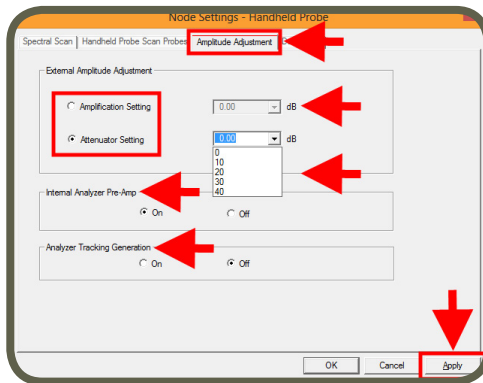 Node Settings - Handheld Probe
Spectral Scan Handheld Probe Scan Probes Amplitude Adjustment
External Amplitude Adjustment
Amplification Setting 0.00 dB
Attenuator Setting 0.00 dB
0
10
20
30
40
Internal Analyzer Pre-Amp
On Off
Analyzer Tracking Generation
On Off
OK Cancel Apply